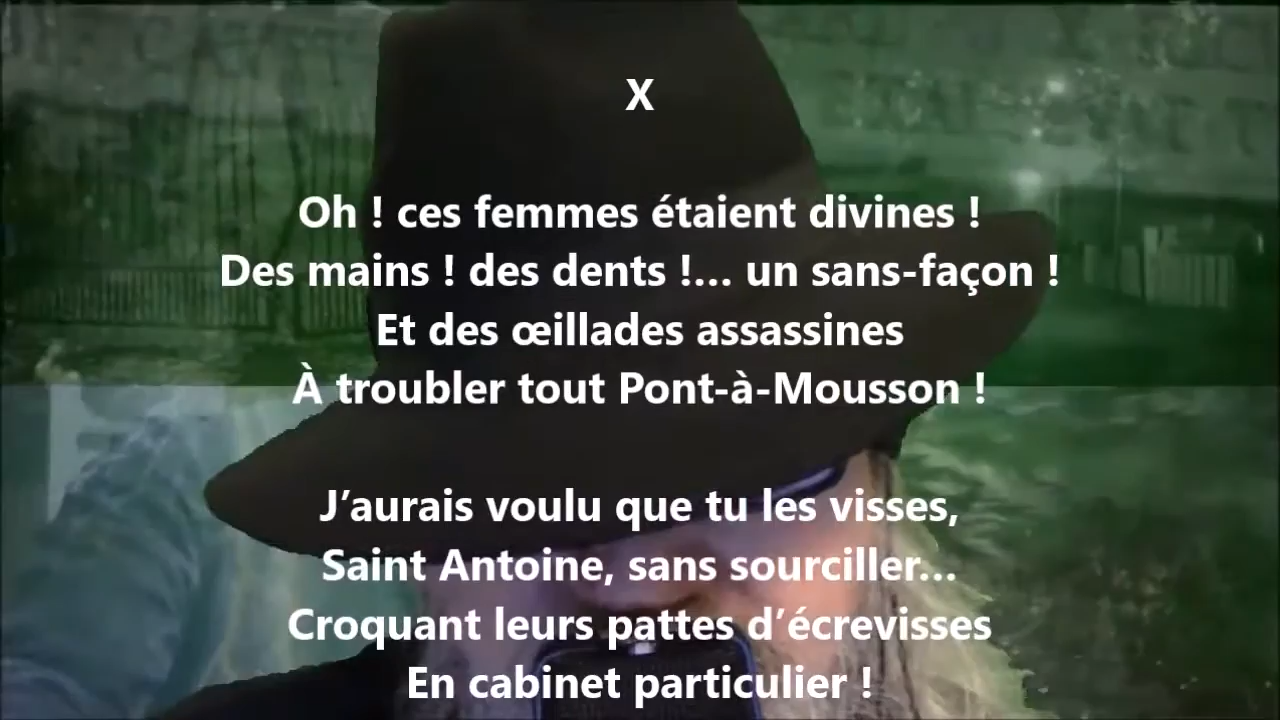 X
Oh ! ces femmes étaient divines !
Des mains ! des dents !... un sans-façon !
Et des œillades assassines
À troubler tout Pont-à-Mousson !
J’aurais voulu que tu les visses,
Saint Antoine, sans sourciller...
Croquant leurs pattes d’écrevisses
En cabinet particulier !